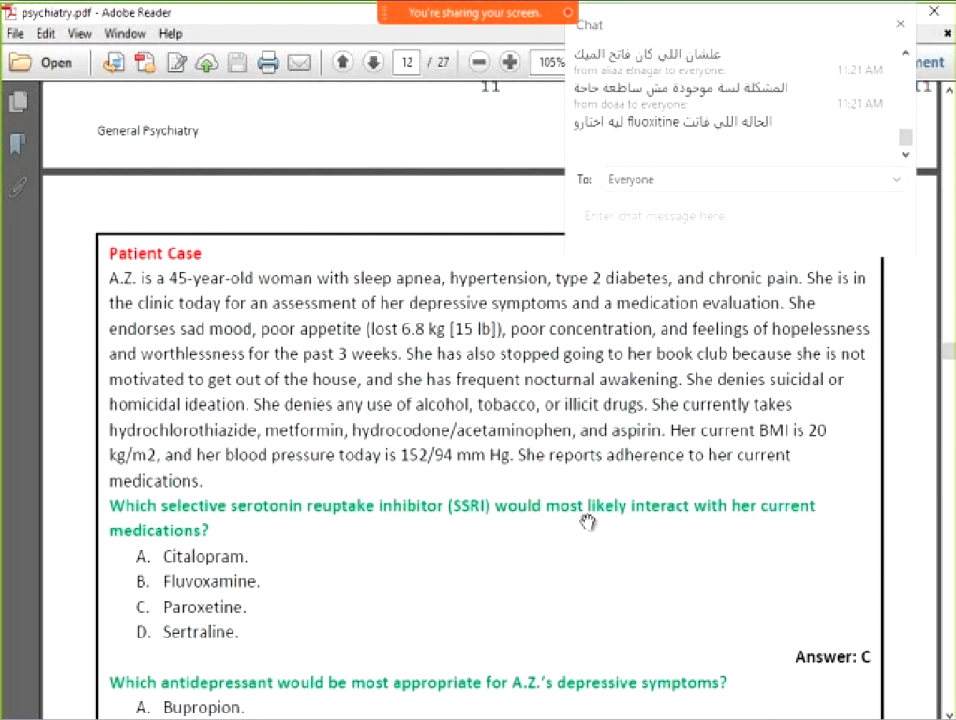 psychiatry.pdf - Adobe Reader
You're sharing your screen.
File Edit View Window Help
Open
12 / 27
105%
ment
Chat
علشان اللي كان فاتح الميك
from aliaa elnagar to everyone:
11:21 AM
المشكلة لسة موجودة مش ساطعة حاجة
from doaa to everyone:
11:21 AM
الحاله اللي فاتت fluoxitine ليه اختارو
To: Everyone
Enter chat message here
11
General Psychiatry
Patient Case
A.Z. is a 45-year-old woman with sleep apnea, hypertension, type 2 diabetes, and chronic pain. She is in
the clinic today for an assessment of her depressive symptoms and a medication evaluation. She
endorses sad mood, poor appetite (lost 6.8 kg [15 lb]), poor concentration, and feelings of hopelessness
and worthlessness for the past 3 weeks. She has also stopped going to her book club because she is not
motivated to get out of the house, and she has frequent nocturnal awakening. She denies suicidal or
homicidal ideation. She denies any use of alcohol, tobacco, or illicit drugs. She currently takes
hydrochlorothiazide, metformin, hydrocodone/acetaminophen, and aspirin. Her current BMI is 20
kg/m2, and her blood pressure today is 152/94 mm Hg. She reports adherence to her current
medications.
Which selective serotonin reuptake inhibitor (SSRI) would most likely interact with her current
medications?
A. Citalopram.
B. Fluvoxamine.
C. Paroxetine.
D. Sertraline.
Answer: C
Which antidepressant would be most appropriate for A.Z.'s depressive symptoms?
A. Bupropion.